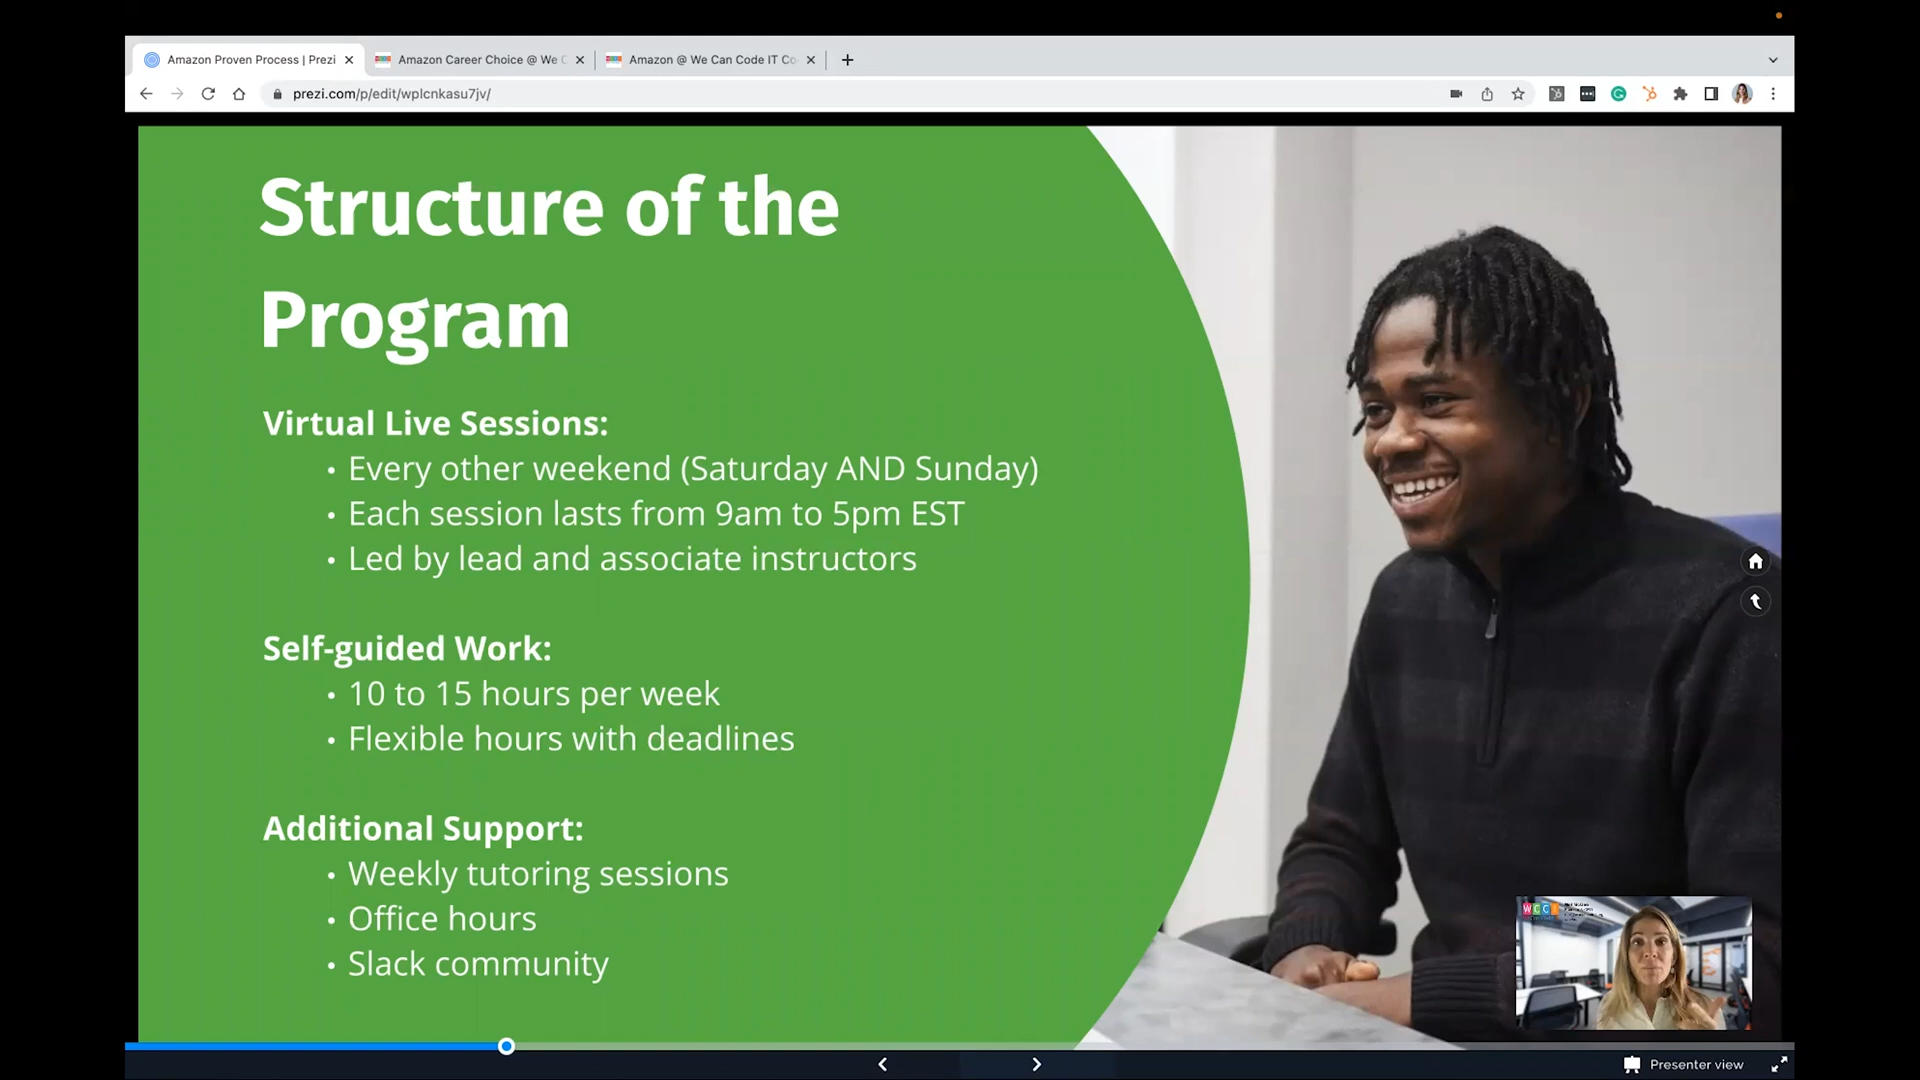 Amazon Proven Process | Prezi
Amazon Career Choice @ We C
Amazon @ We Can Code IT Co
prezi.com/p/edit/wplcnkasu7jv/
Structure of the
Program
Virtual Live Sessions:
• Every other weekend (Saturday AND Sunday)
• Each session lasts from 9am to 5pm EST
• Led by lead and associate instructors
Self-guided Work:
• 10 to 15 hours per week
• Flexible hours with deadlines
Additional Support:
• Weekly tutoring sessions
• Office hours
• Slack community
WCCI
Presenter view